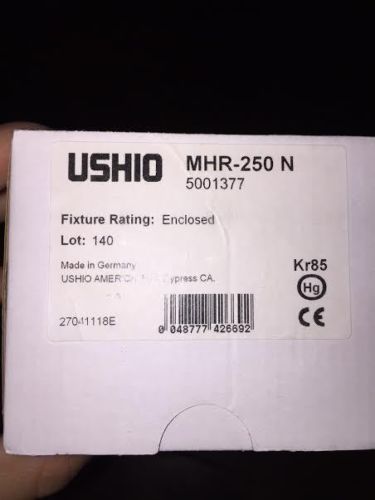 USHIO MHR-250 N
5001377
Fixture Rating: Enclosed
Lot: 140
Made in Germany
USHIO Cypress CA.
Kr85
Hg
27041118E
0 048777 426692
CE